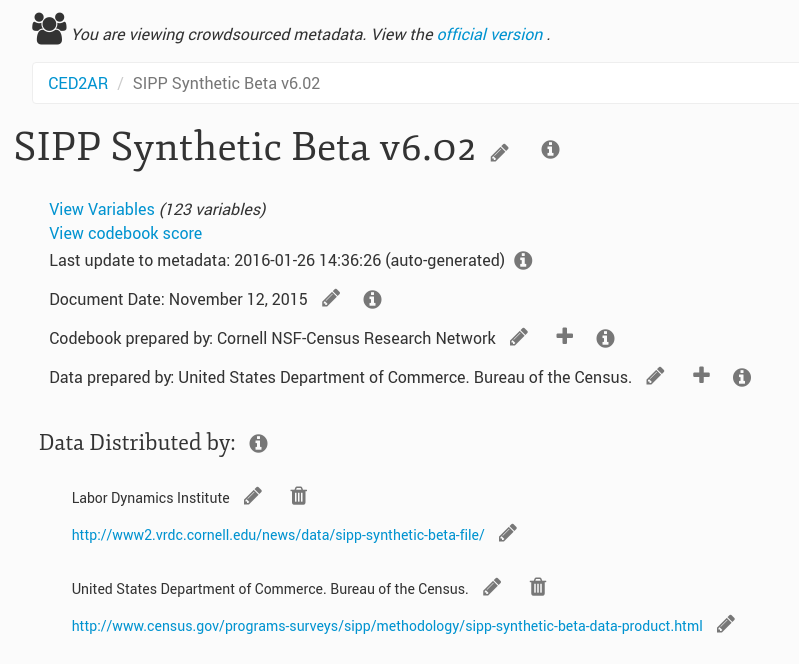 You are viewing crowdsourced metadata. View the official version .
CED2AR / SIPP Synthetic Beta v6.02
SIPP Synthetic Beta v6.02
View Variables (123 variables)
View codebook score
Last update to metadata: 2016-01-26 14:36:26 (auto-generated)
Document Date: November 12, 2015
Codebook prepared by: Cornell NSF-Census Research Network
Data prepared by: United States Department of Commerce. Bureau of the Census.
Data Distributed by:
Labor Dynamics Institute
http://www2.vrdc.cornell.edu/news/data/sipp-synthetic-beta-file/
United States Department of Commerce. Bureau of the Census.
http://www.census.gov/programs-surveys/sipp/methodology/sipp-synthetic-beta-data-product.html